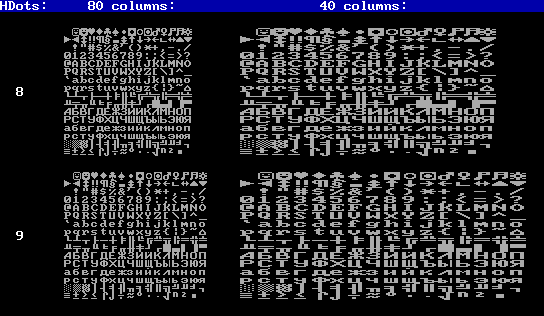 HDots: 80 columns: 40 columns:
☺☻♥♦♣♠•◘○◙♂♀♪♫☼ ☺☻♥♦♣♠•◘○◙♂♀♪♫☼
►◄↕‼¶§▬↨↑↓→←∟↔▲▼ ►◄↕‼¶§▬↨↑↓→←∟↔▲▼
!"#$%&'()*+,-./ !"#$%&'()*+,-./
0123456789:;<=>? 0123456789:;<=>?
@ABCDEFGHIJKLMNO @ABCDEFGHIJKLMNO
PQRSTUVWXYZ[\]^_ PQRSTUVWXYZ[\]^_
8 `abcdefghijklmno `abcdefghijklmno
pqrstuvwxyz{|}~⌂ pqrstuvwxyz{|}~⌂
АБВГДЕЖЗИЙКЛМНОП АБВГДЕЖЗИЙКЛМНОП
РСТУФХЦЧШЩЪЫЬЭЮЯ РСТУФХЦЧШЩЪЫЬЭЮЯ
абвгдежзийклмноп абвгдежзийклмноп
рстуфхцчшщъыьэюя рстуфхцчшщъыьэюя
☺☻♥♦♣♠•◘○◙♂♀♪♫☼ ☺☻♥♦♣♠•◘○◙♂♀♪♫☼
►◄↕‼¶§▬↨↑↓→←∟↔▲▼ ►◄↕‼¶§▬↨↑↓→←∟↔▲▼
!"#$%&'()*+,-./ !"#$%&'()*+,-./
0123456789:;<=>? 0123456789:;<=>?
@ABCDEFGHIJKLMNO @ABCDEFGHIJKLMNO
PQRSTUVWXYZ[\]^_ PQRSTUVWXYZ[\]^_
9 `abcdefghijklmno `abcdefghijklmno
pqrstuvwxyz{|}~⌂ pqrstuvwxyz{|}~⌂
АБВГДЕЖЗИЙКЛМНОП АБВГДЕЖЗИЙКЛМНОП
РСТУФХЦЧШЩЪЫЬЭЮЯ РСТУФХЦЧШЩЪЫЬЭЮЯ
абвгдежзийклмноп абвгдежзийклмноп
рстуфхцчшщъыьэюя рстуфхцчшщъыьэюя